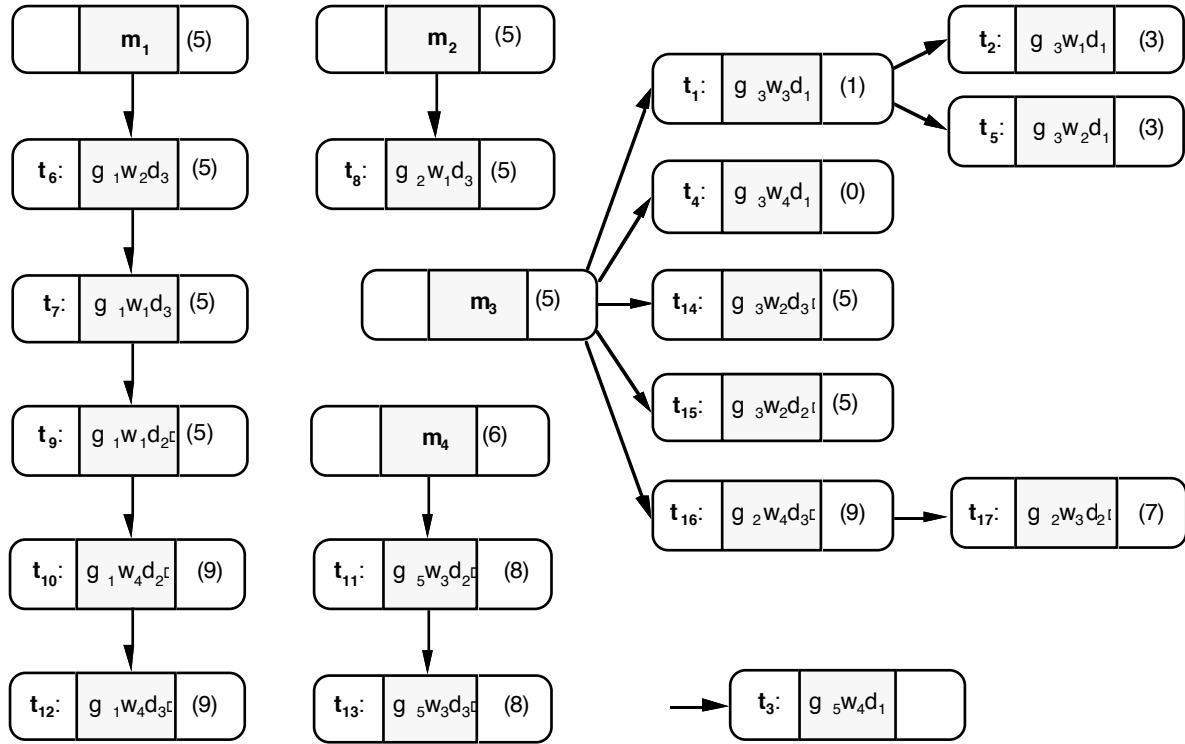 m1 (5)
t6: g 1w2d3 (5)
t7: g 1w1d3 (5)
t9: g 1w1d2 (5)
t10: g 1w4d2 (9)
t12: g 1w4d3 (9)
m2 (5)
t8: g 2w1d3 (5)
m3 (5)
t1: g 3w3d1 (1)
t2: g 3w1d1 (3)
t5: g 3w2d1 (3)
t4: g 3w4d1 (0)
t14: g 3w2d3 (5)
t15: g 3w2d2 (5)
t16: g 2w4d3 (9)
t17: g 2w3d2 (7)
m4 (6)
t11: g 5w3d2 (8)
t13: g 5w3d3 (8)
t3: g 5w4d1